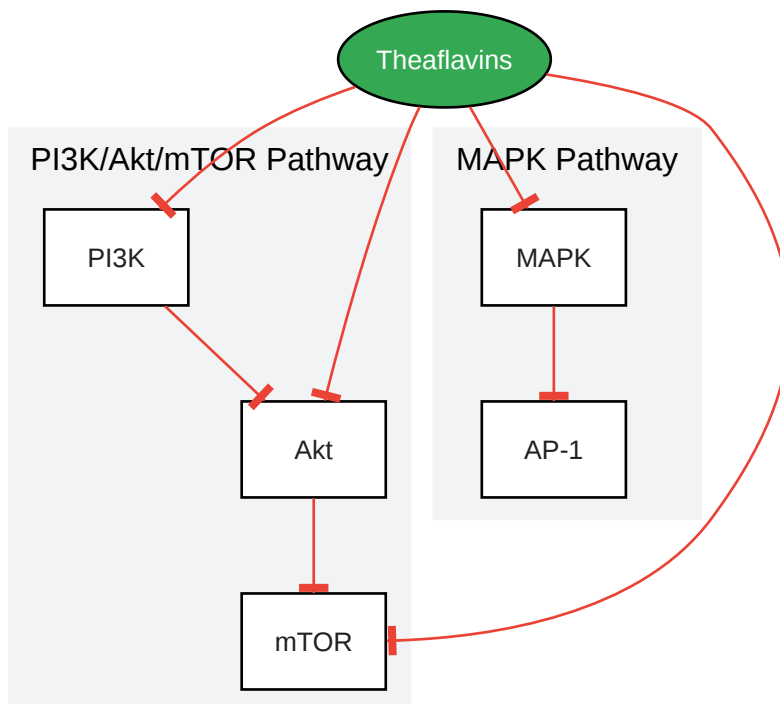 Theaflavins
PI3K/Akt/mTOR Pathway
MAPK Pathway
PI3K
MAPK
Akt
AP-1
mTOR